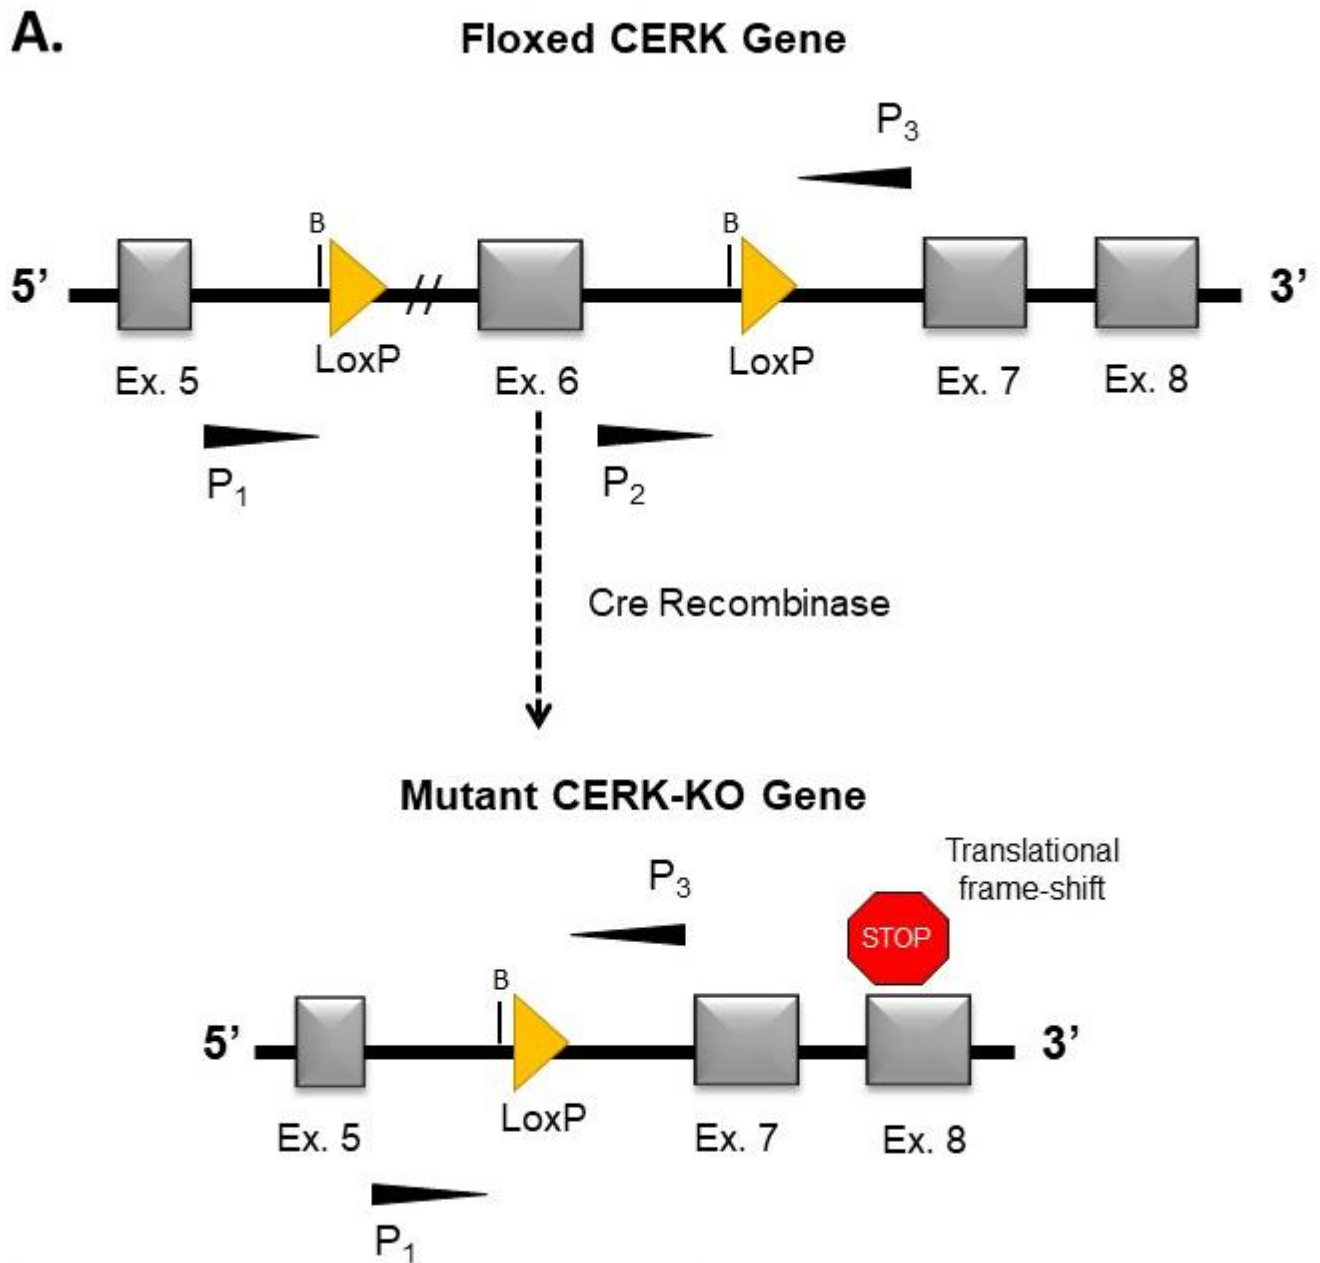 A.
Floxed CERK Gene
P₃
B
B
5’
3’
LoxP
LoxP
Ex. 5
Ex. 6
Ex. 7
Ex. 8
P₁
P₂
Cre Recombinase
Mutant CERK-KO Gene
Translational
frame-shift
P₃
STOP
B
5’
3’
LoxP
Ex. 5
Ex. 7
Ex. 8
P₁